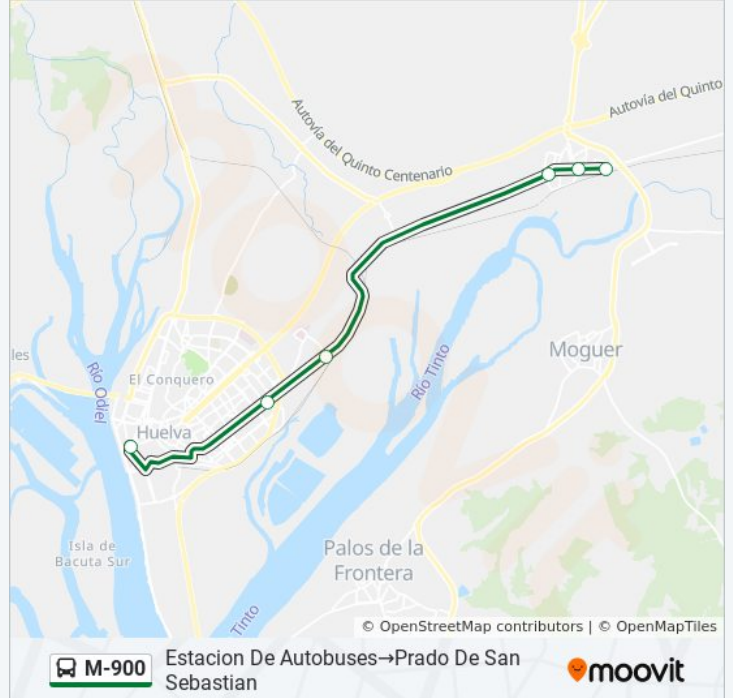 Autovía del Quinto Centenario
Autovía del Quinto
les
Río Odiel
El Conquero
Huelva
Río Tinto
Moguer
Isla de
Bacuta Sur
Palos de la
Frontera
Tinto
© OpenStreetMap contributors | © OpenMapTiles
M-900
Estacion De Autobuses→Prado De San
Sebastian
moovit